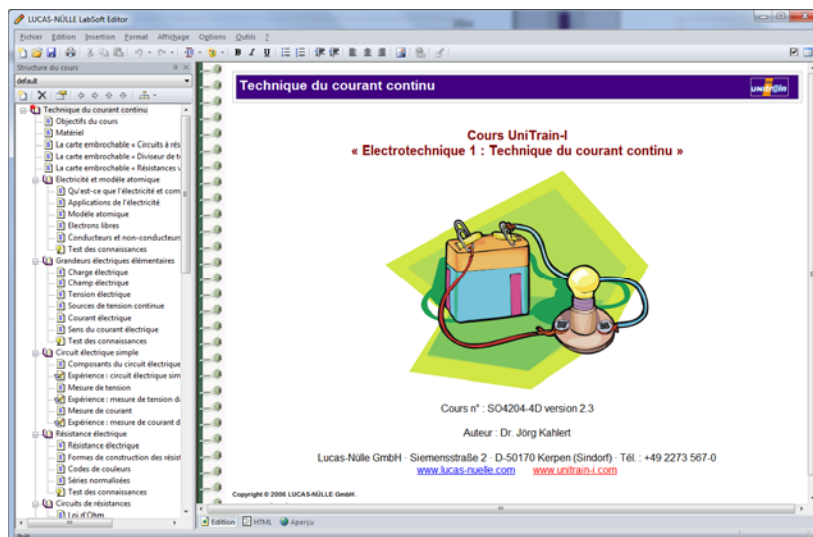 LUCAS-NÜLLE LabSoft Editor
Fichier Edition Insertion Format Affichage Options Outils ?
Structure du cours
default
Technique du courant continu
Objectifs du cours
Matériel
La carte embrochable « Circuits à rés
La carte embrochable « Diviseur de t
La carte embrochable « Résistances v
Electricité et modèle atomique
Qu'est-ce que l'électricité et com
Applications de l'électricité
Modèle atomique
Electrons libres
Conducteurs et non-conducteurs
Test des connaissances
Grandeurs électriques élémentaires
Charge électrique
Champ électrique
Tension électrique
Sources de tension continue
Courant électrique
Sens du courant électrique
Test des connaissances
Circuit électrique simple
Composants du circuit électrique
Expérience : circuit électrique sim
Mesure de tension
Expérience : mesure de tension da
Mesure de courant
Expérience : mesure de courant d
Résistance électrique
Résistance électrique
Formes de construction des résist
Codes de couleurs
Séries normalisées
Test des connaissances
Circuits de résistances
Loi d'Ohm
Technique du courant continu
UNITR@IN
Cours UniTrain-I
« Electrotechnique 1 : Technique du courant continu »
Cours n° : SO4204-4D version 2.3
Auteur : Dr. Jörg Kahlert
Lucas-Nülle GmbH · Siemensstraße 2 · D-50170 Kerpen (Sindorf) · Tél. : +49 2273 567-0
www.lucas-nuelle.com www.unitrain-i.com
Copyright © 2006 LUCAS-NÜLLE GmbH.
Edition HTML Aperçu